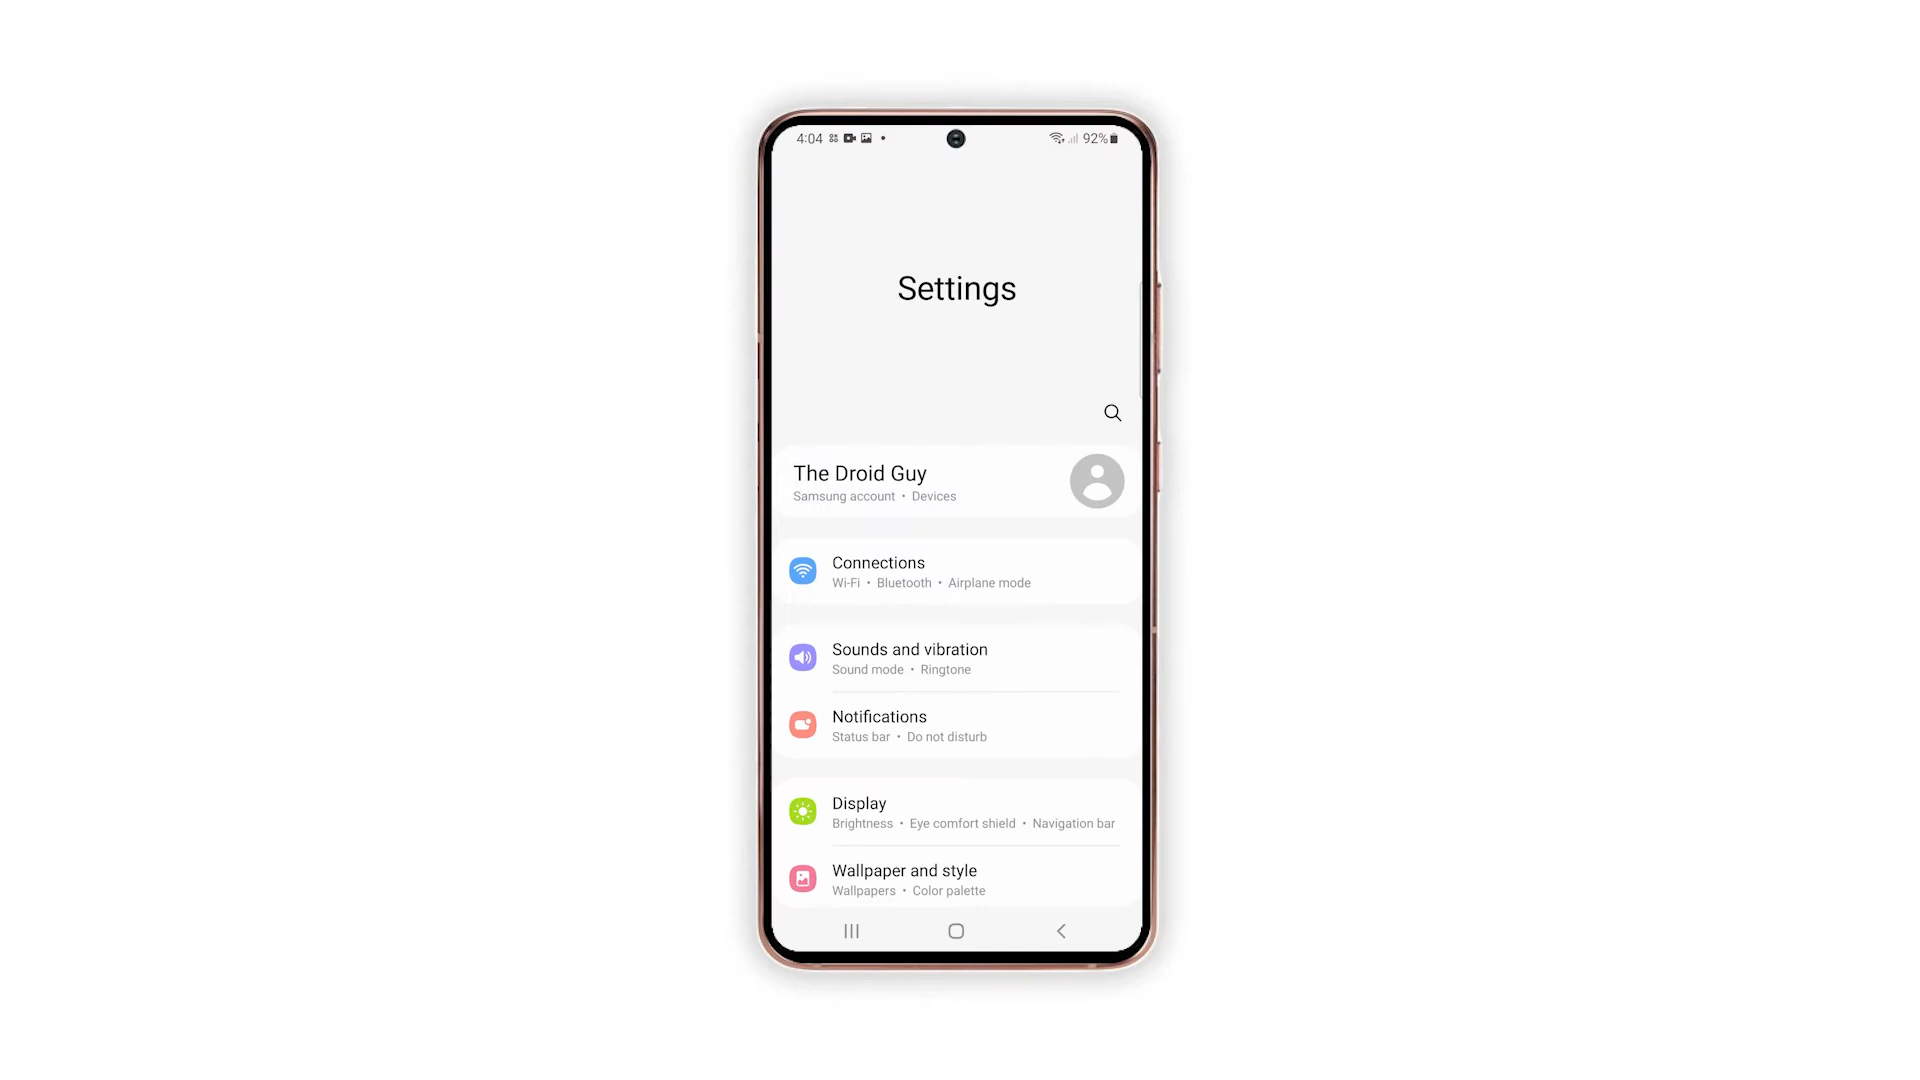 4:04 92%
Settings
The Droid Guy
Samsung account • Devices
Connections
Wi-Fi • Bluetooth • Airplane mode
Sounds and vibration
Sound mode • Ringtone
Notifications
Status bar • Do not disturb
Display
Brightness • Eye comfort shield • Navigation bar
Wallpaper and style
Wallpapers • Color palette